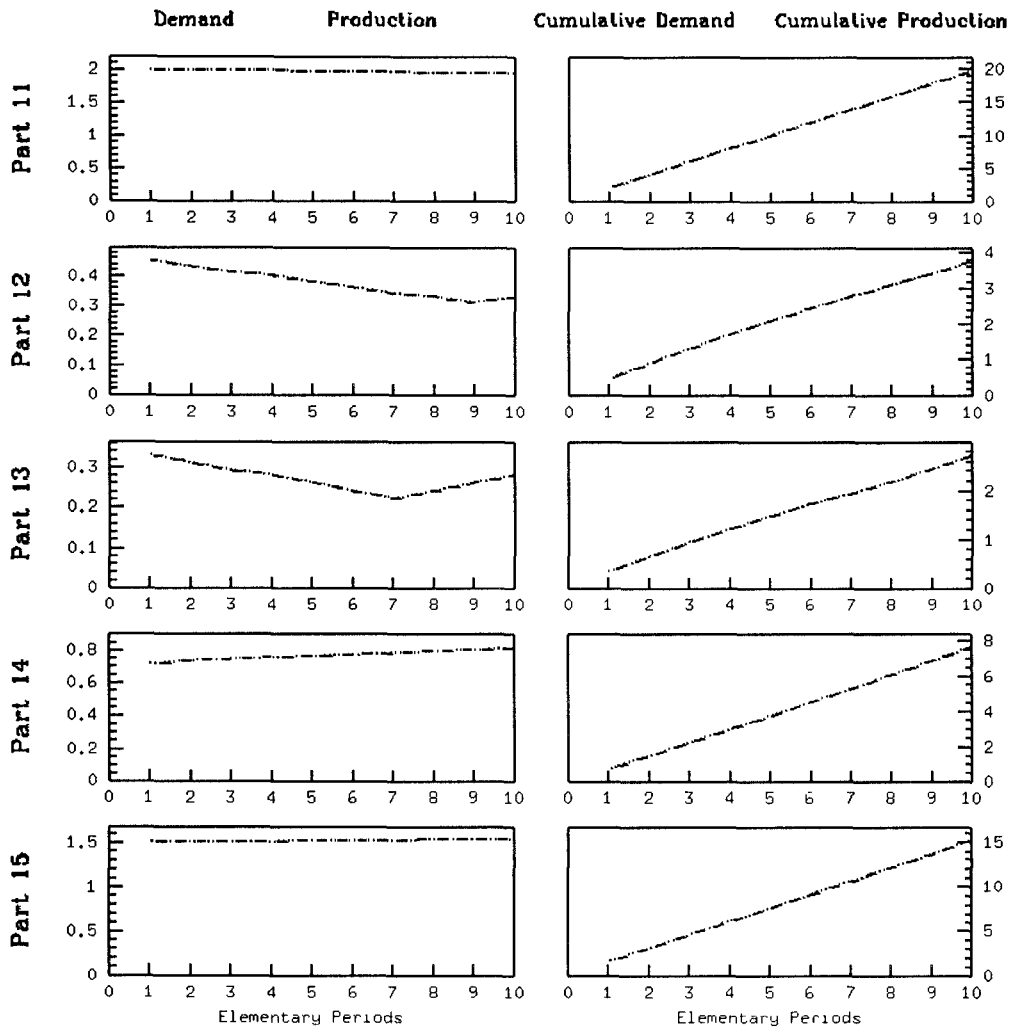 Demand Production Cumulative Demand Cumulative Production
Part 11
2
1.5
1
0.5
0
0 1 2 3 4 5 6 7 8 9 10
20
15
10
5
0
0 1 2 3 4 5 6 7 8 9 10
Part 12
0.4
0.3
0.2
0.1
0
0 1 2 3 4 5 6 7 8 9 10
4
3
2
1
0
0 1 2 3 4 5 6 7 8 9 10
Part 13
0.3
0.2
0.1
0
0 1 2 3 4 5 6 7 8 9 10
2
1
0
0 1 2 3 4 5 6 7 8 9 10
Part 14
0.8
0.6
0.4
0.2
0
0 1 2 3 4 5 6 7 8 9 10
8
6
4
2
0
0 1 2 3 4 5 6 7 8 9 10
Part 15
1.5
1
0.5
0
0 1 2 3 4 5 6 7 8 9 10
Elementary Periods
15
10
5
0
0 1 2 3 4 5 6 7 8 9 10
Elementary Periods